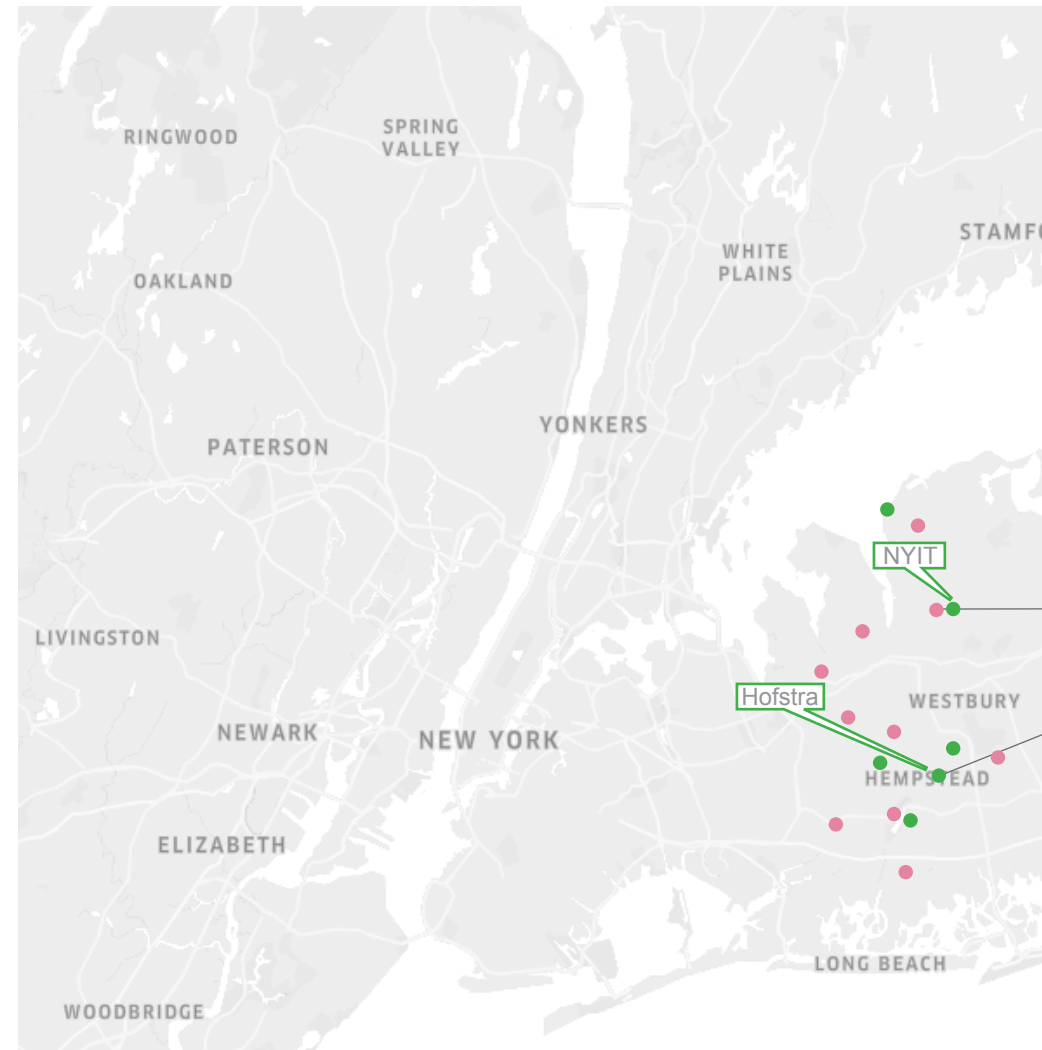 RINGWOOD
SPRING
VALLEY
STAMFO
WHITE
PLAINS
OAKLAND
YONKERS
PATERSON
NYIT
LIVINGSTON
Hofstra
WESTBURY
NEWARK
NEW YORK
HEMPSTEAD
ELIZABETH
LONG BEACH
WOODBRIDGE